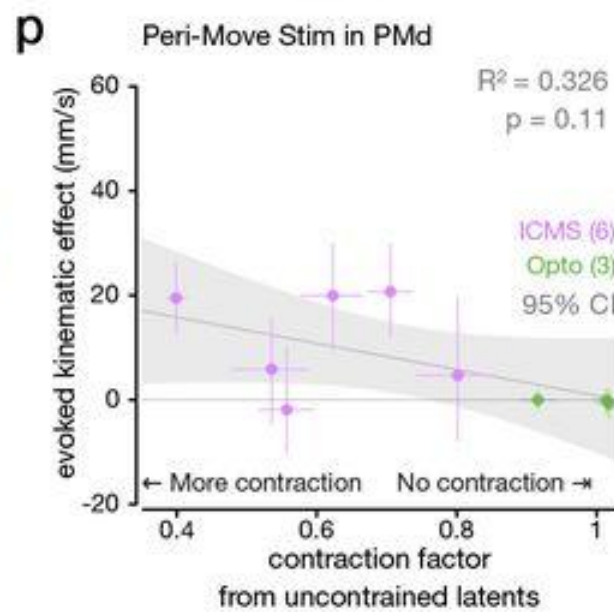 p
Peri-Move Stim in PMd
R² = 0.326
p = 0.11
ICMS (6)
Opto (3)
95% CI
evoked kinematic effect (mm/s)
60
40
20
0
-20
← More contraction
No contraction ⇥
0.4
0.6
0.8
1
contraction factor
from uncontrained latents